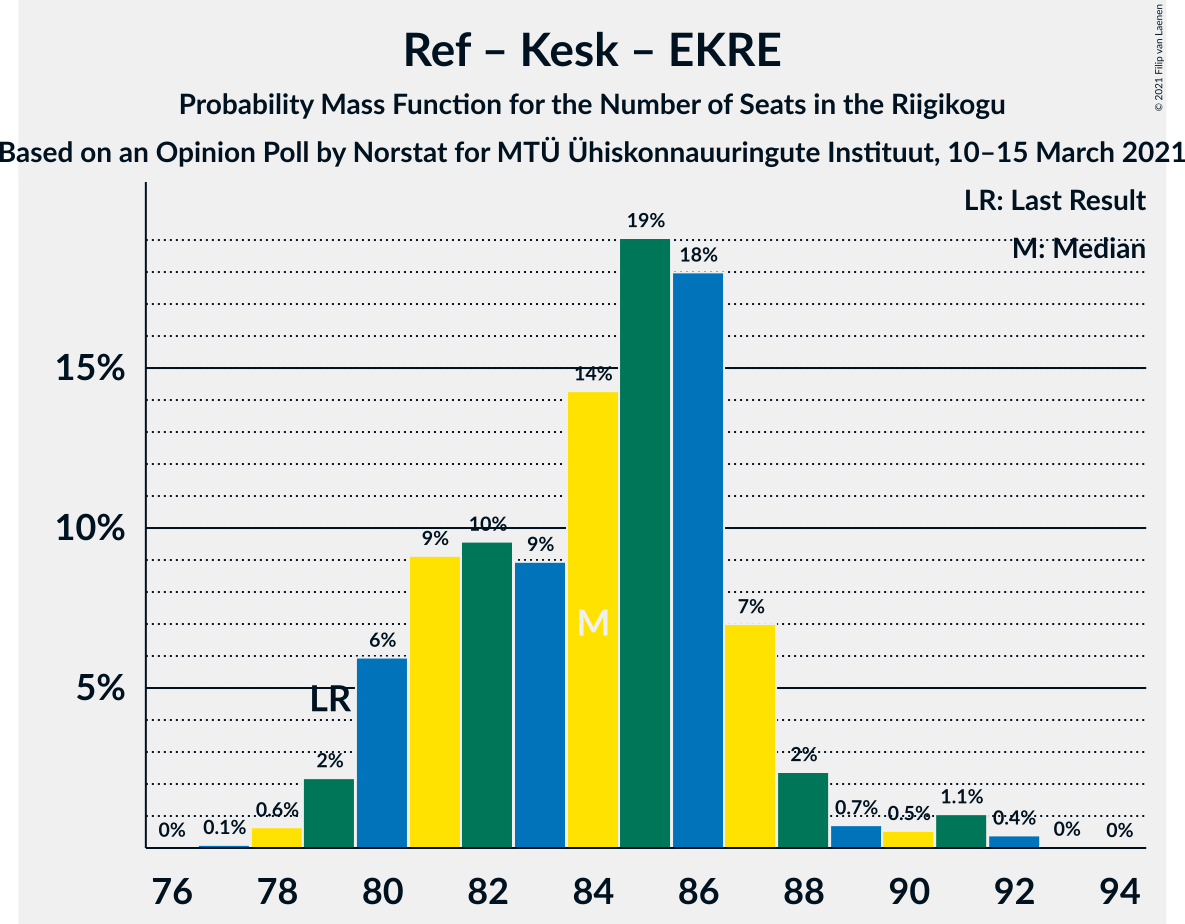 Ref – Kesk – EKRE
Probability Mass Function for the Number of Seats in the Riigikogu
Based on an Opinion Poll by Norstat for MTÜ Ühiskonnauuringute Instituut, 10–15 March 2021
© 2021 Filip van Laenen
LR: Last Result
M: Median
15%
10%
5%
0%
0.1%
0.6%
2%
LR
6%
9%
10%
9%
14%
M
19%
18%
7%
2%
0.7%
0.5%
1.1%
0.4%
0%
0%
76 78 80 82 84 86 88 90 92 94